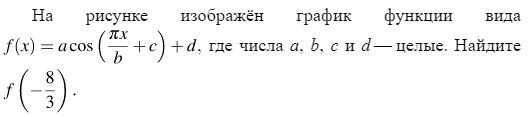 На рисунке изображён график функции вида
f(x) = a cos (πx/b + c) + d, где числа a, b, c и d — целые. Найдите
f(−8/3).